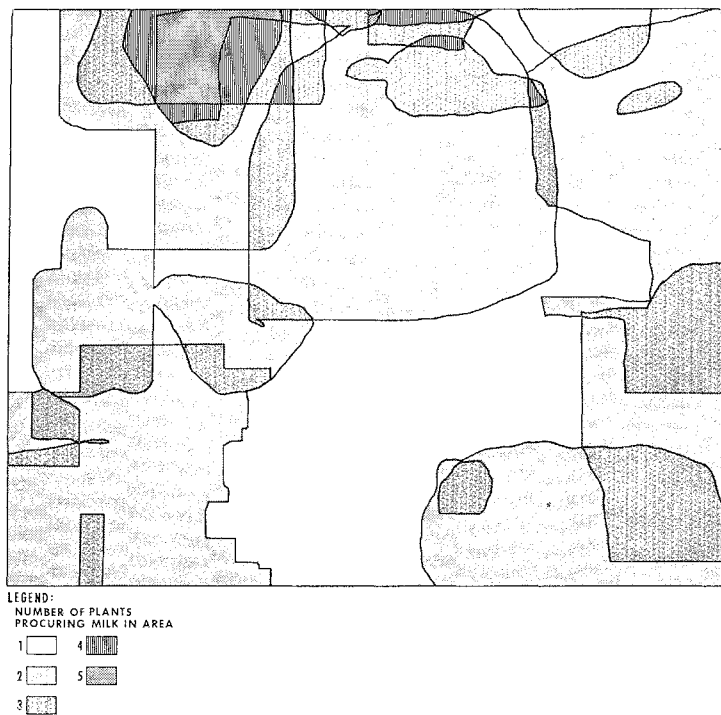 LEGEND:
NUMBER OF PLANTS
PROCURING MILK IN AREA
1 4
2 5
3